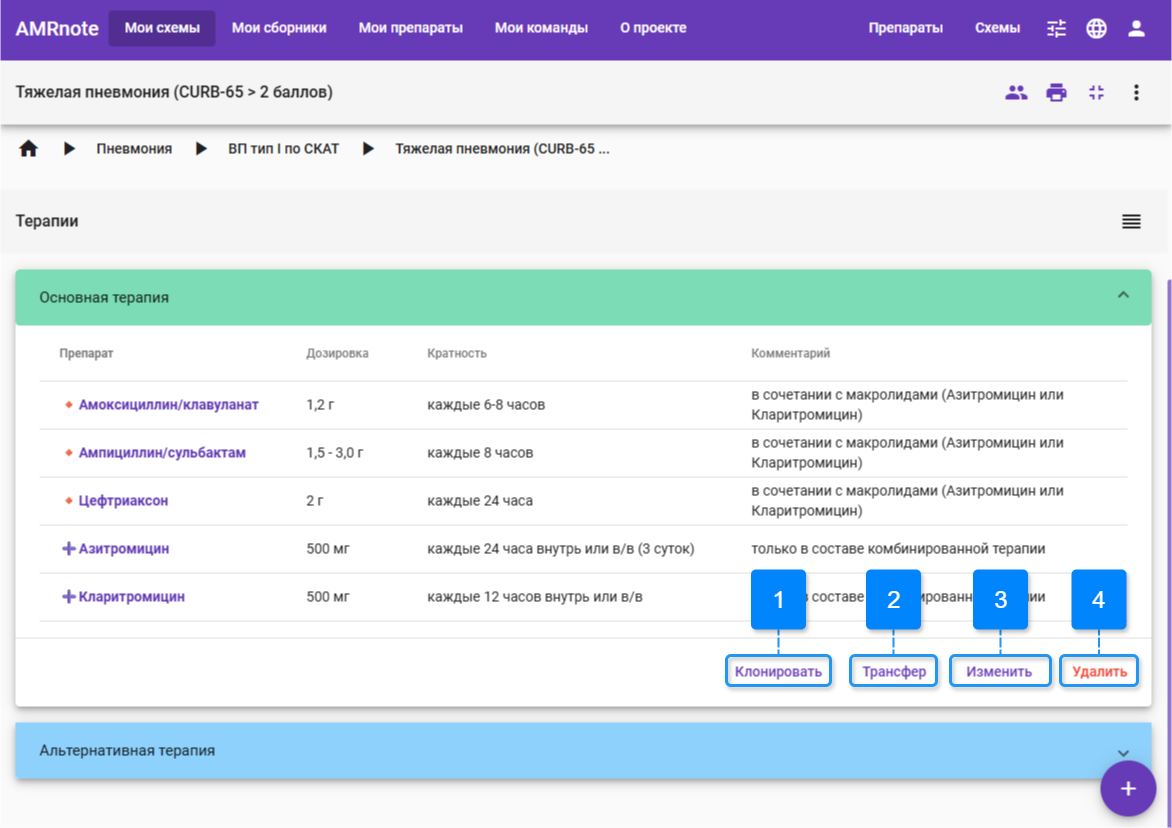 AMRnote Мои схемы Мои сборники Мои препараты Мои команды О проекте Препараты Схемы
Тяжелая пневмония (CURB-65 > 2 баллов)
Пневмония ВП тип I по СКАТ Тяжелая пневмония (CURB-65 ...
Терапии
Основная терапия
Препарат Дозировка Кратность Комментарий
Амоксициллин/клавуланат 1,2 г каждые 6-8 часов в сочетании с макролидами (Азитромицин или
Кларитромицин)
Ампициллин/сульбактам 1,5 - 3,0 г каждые 8 часов в сочетании с макролидами (Азитромицин или
Кларитромицин)
Цефтриаксон 2 г каждые 24 часа в сочетании с макролидами (Азитромицин или
Кларитромицин)
Азитромицин 500 мг каждые 24 часа внутрь или в/в (3 суток) только в составе комбинированной терапии
Кларитромицин 500 мг каждые 12 часов внутрь или в/в в составе
1 2 3 4
Клонировать Трансфер Изменить Удалить
Альтернативная терапия
+